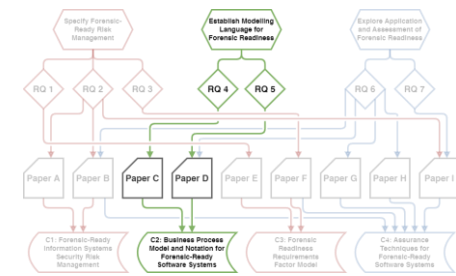 Specify Forensic-
Ready Risk
Management
Establish Modelling
Language for
Forensic Readiness
Explore Application
and Assessment of
Forensic Readiness
RQ 1
RQ 2
RQ 3
RQ 4
RQ 5
RQ 6
RQ 7
Paper A
Paper B
Paper C
Paper D
Paper E
Paper F
Paper G
Paper H
Paper I
C1: Forensic-Ready
Information Systems
Security Risk
Management
C2: Business Process
Model and Notation for
Forensic-Ready
Software Systems
C3: Forensic
Readiness
Requirements
Factor Model
C4: Assurance
Techniques for
Forensic-Ready
Software Systems